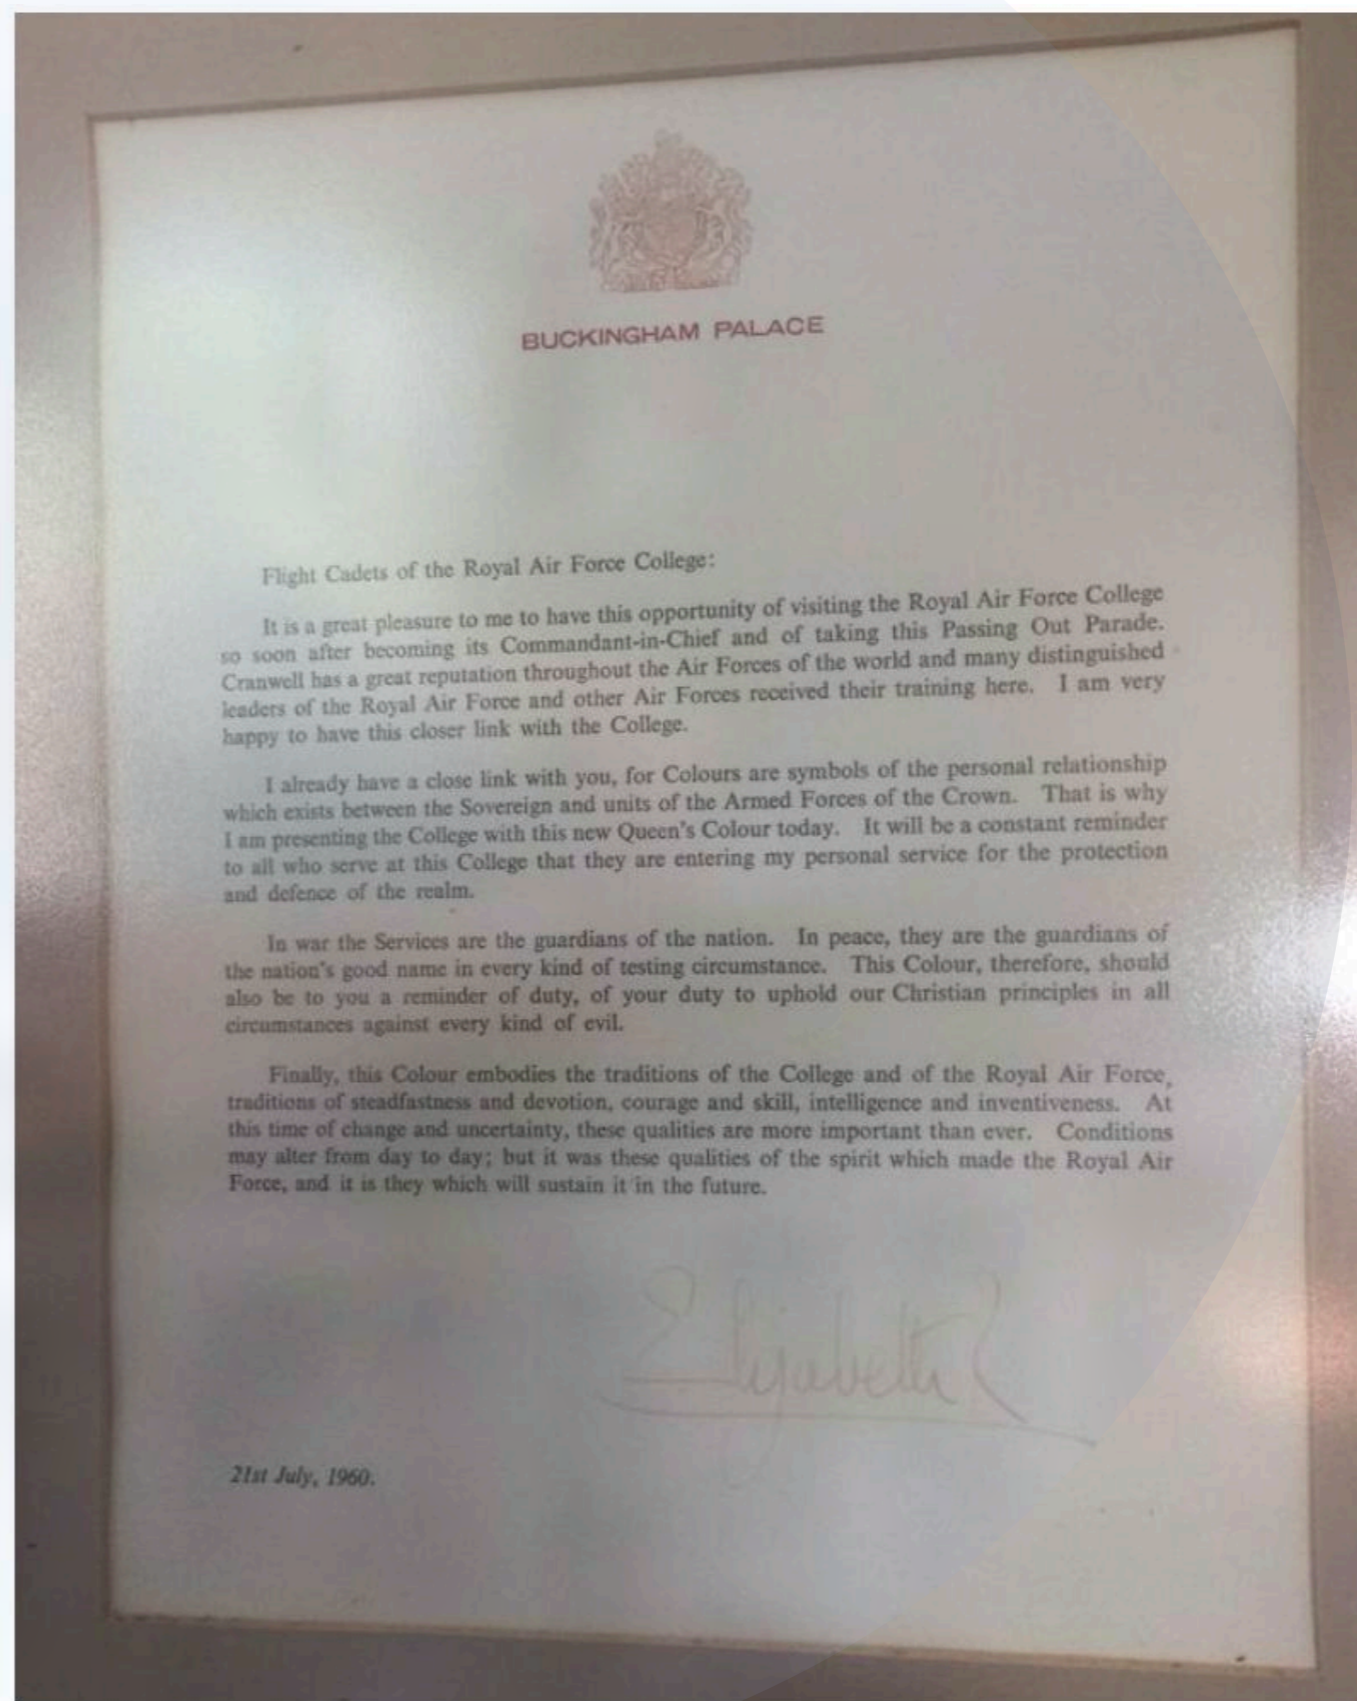 BUCKINGHAM PALACE
Flight Cadets of the Royal Air Force College:
It is a great pleasure to me to have this opportunity of visiting the Royal Air Force College
so soon after becoming its Commandant-in-Chief and of taking this Passing Out Parade.
Cranwell has a great reputation throughout the Air Forces of the world and many distinguished
leaders of the Royal Air Force and other Air Forces received their training here. I am very
happy to have this closer link with the College.
I already have a close link with you, for Colours are symbols of the personal relationship
which exists between the Sovereign and units of the Armed Forces of the Crown. That is why
I am presenting the College with this new Queen's Colour today. It will be a constant reminder
to all who serve at this College that they are entering my personal service for the protection
and defence of the realm.
In war the Services are the guardians of the nation. In peace, they are the guardians of
the nation's good name in every kind of testing circumstance. This Colour, therefore, should
also be to you a reminder of duty, of your duty to uphold our Christian principles in all
circumstances against every kind of evil.
Finally, this Colour embodies the traditions of the College and of the Royal Air Force,
traditions of steadfastness and devotion, courage and skill, intelligence and inventiveness. At
this time of change and uncertainty, these qualities are more important than ever. Conditions
may alter from day to day; but it was these qualities of the spirit which made the Royal Air
Force, and it is they which will sustain it in the future.
Elizabeth R
21st July, 1960.